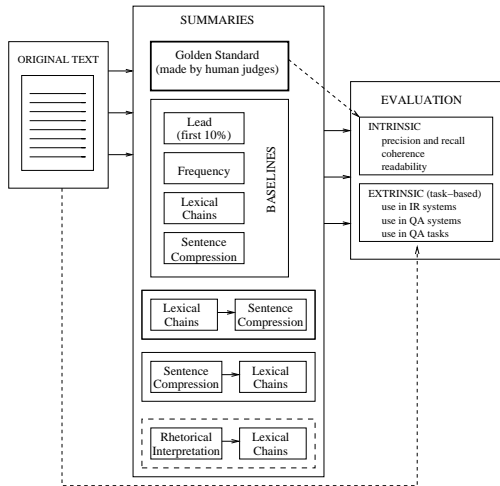 ORIGINAL TEXT
SUMMARIES
Golden Standard
(made by human judges)
Lead
(first 10%)
Frequency
Lexical
Chains
Sentence
Compression
BASELINES
Lexical
Chains
Sentence
Compression
Sentence
Compression
Lexical
Chains
Rhetorical
Interpretation
Lexical
Chains
EVALUATION
INTRINSIC
precision and recall
coherence
readability
EXTRINSIC (task-based)
use in IR systems
use in QA systems
use in QA tasks